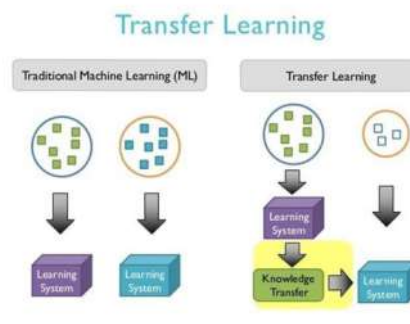 Transfer Learning
Traditional Machine Learning (ML)
Transfer Learning
Learning
System
Learning
System
Learning
System
Knowledge
Transfer
Learning
System